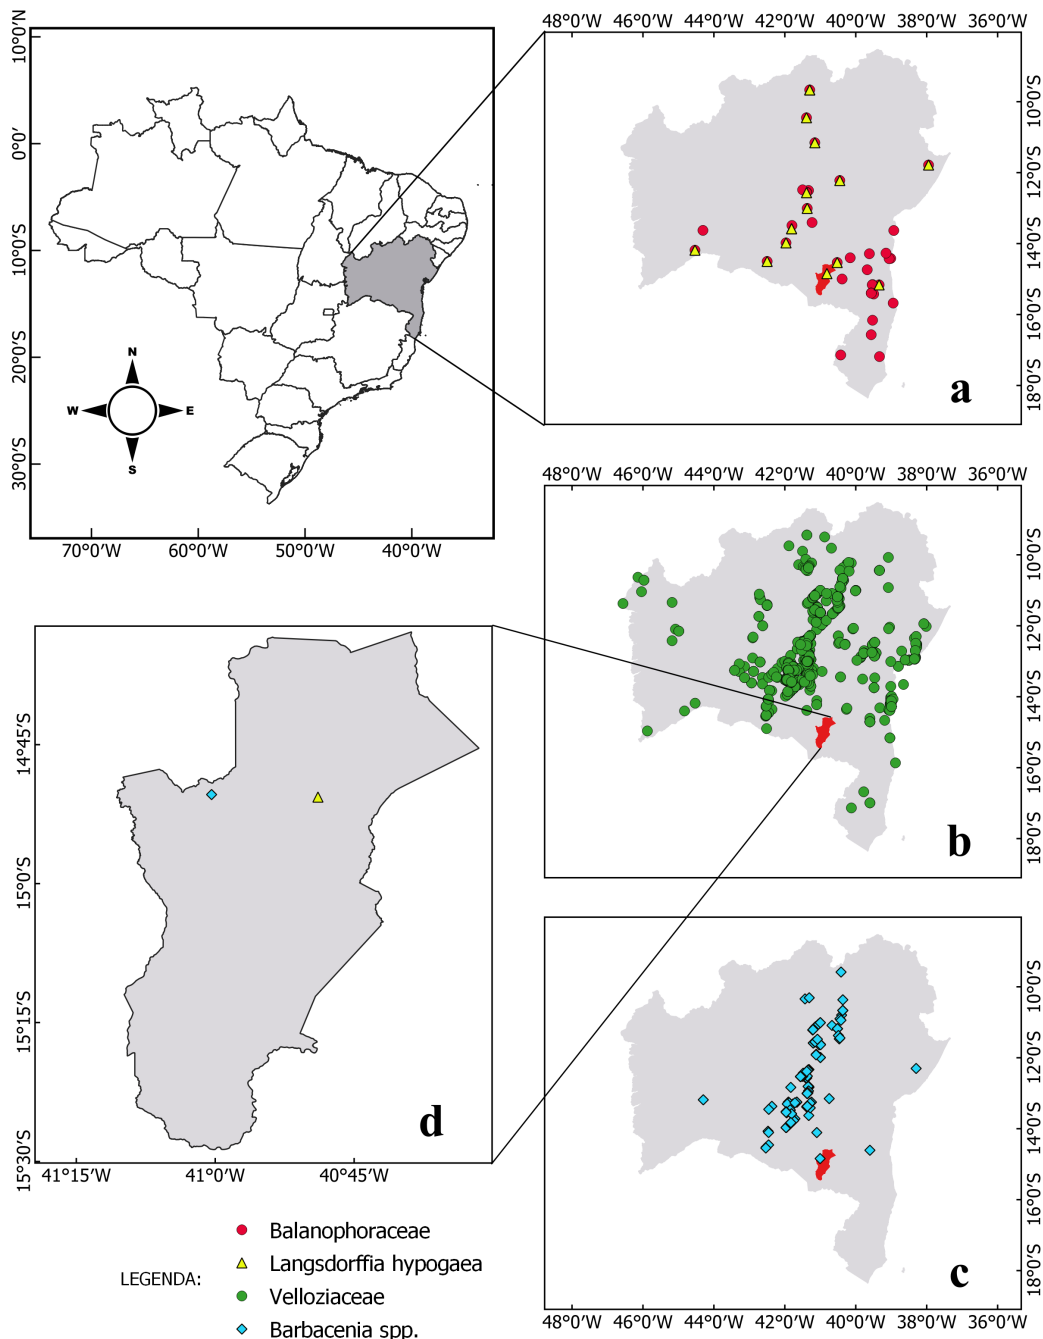 48°0'W 46°0'W 44°0'W 42°0'W 40°0'W 38°0'W 36°0'W
10°0'N
0°0'
10°0'S
20°0'S
30°0'S
N
W E
S
70°0'W 60°0'W 50°0'W 40°0'W
10°0'S
12°0'S
14°0'S
16°0'S
18°0'S
a
48°0'W 46°0'W 44°0'W 42°0'W 40°0'W 38°0'W 36°0'W
10°0'S
12°0'S
14°0'S
16°0'S
18°0'S
b
14°45'S
15°0'S
15°15'S
15°30'S
d
41°15'W 41°0'W 40°45'W
10°0'S
12°0'S
14°0'S
16°0'S
18°0'S
c
48°0'W 46°0'W 44°0'W 42°0'W 40°0'W 38°0'W 36°0'W
LEGENDA:
Balanophoraceae
Langsdorffia hypogaea
Velloziaceae
Barbacenia spp.